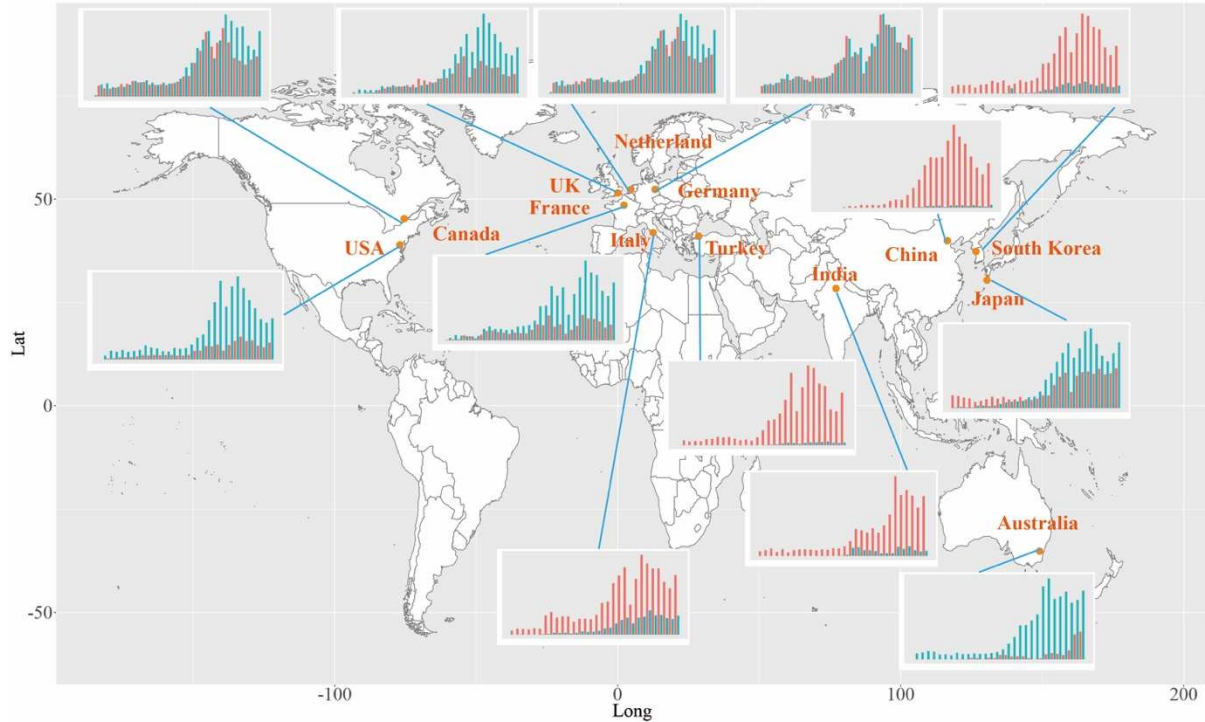 Netherland
UK
Germany
France
Canada
USA
Italy
Turkey
China
South Korea
India
Japan
Australia
50
0
-50
Lat
-100
0
100
200
Long